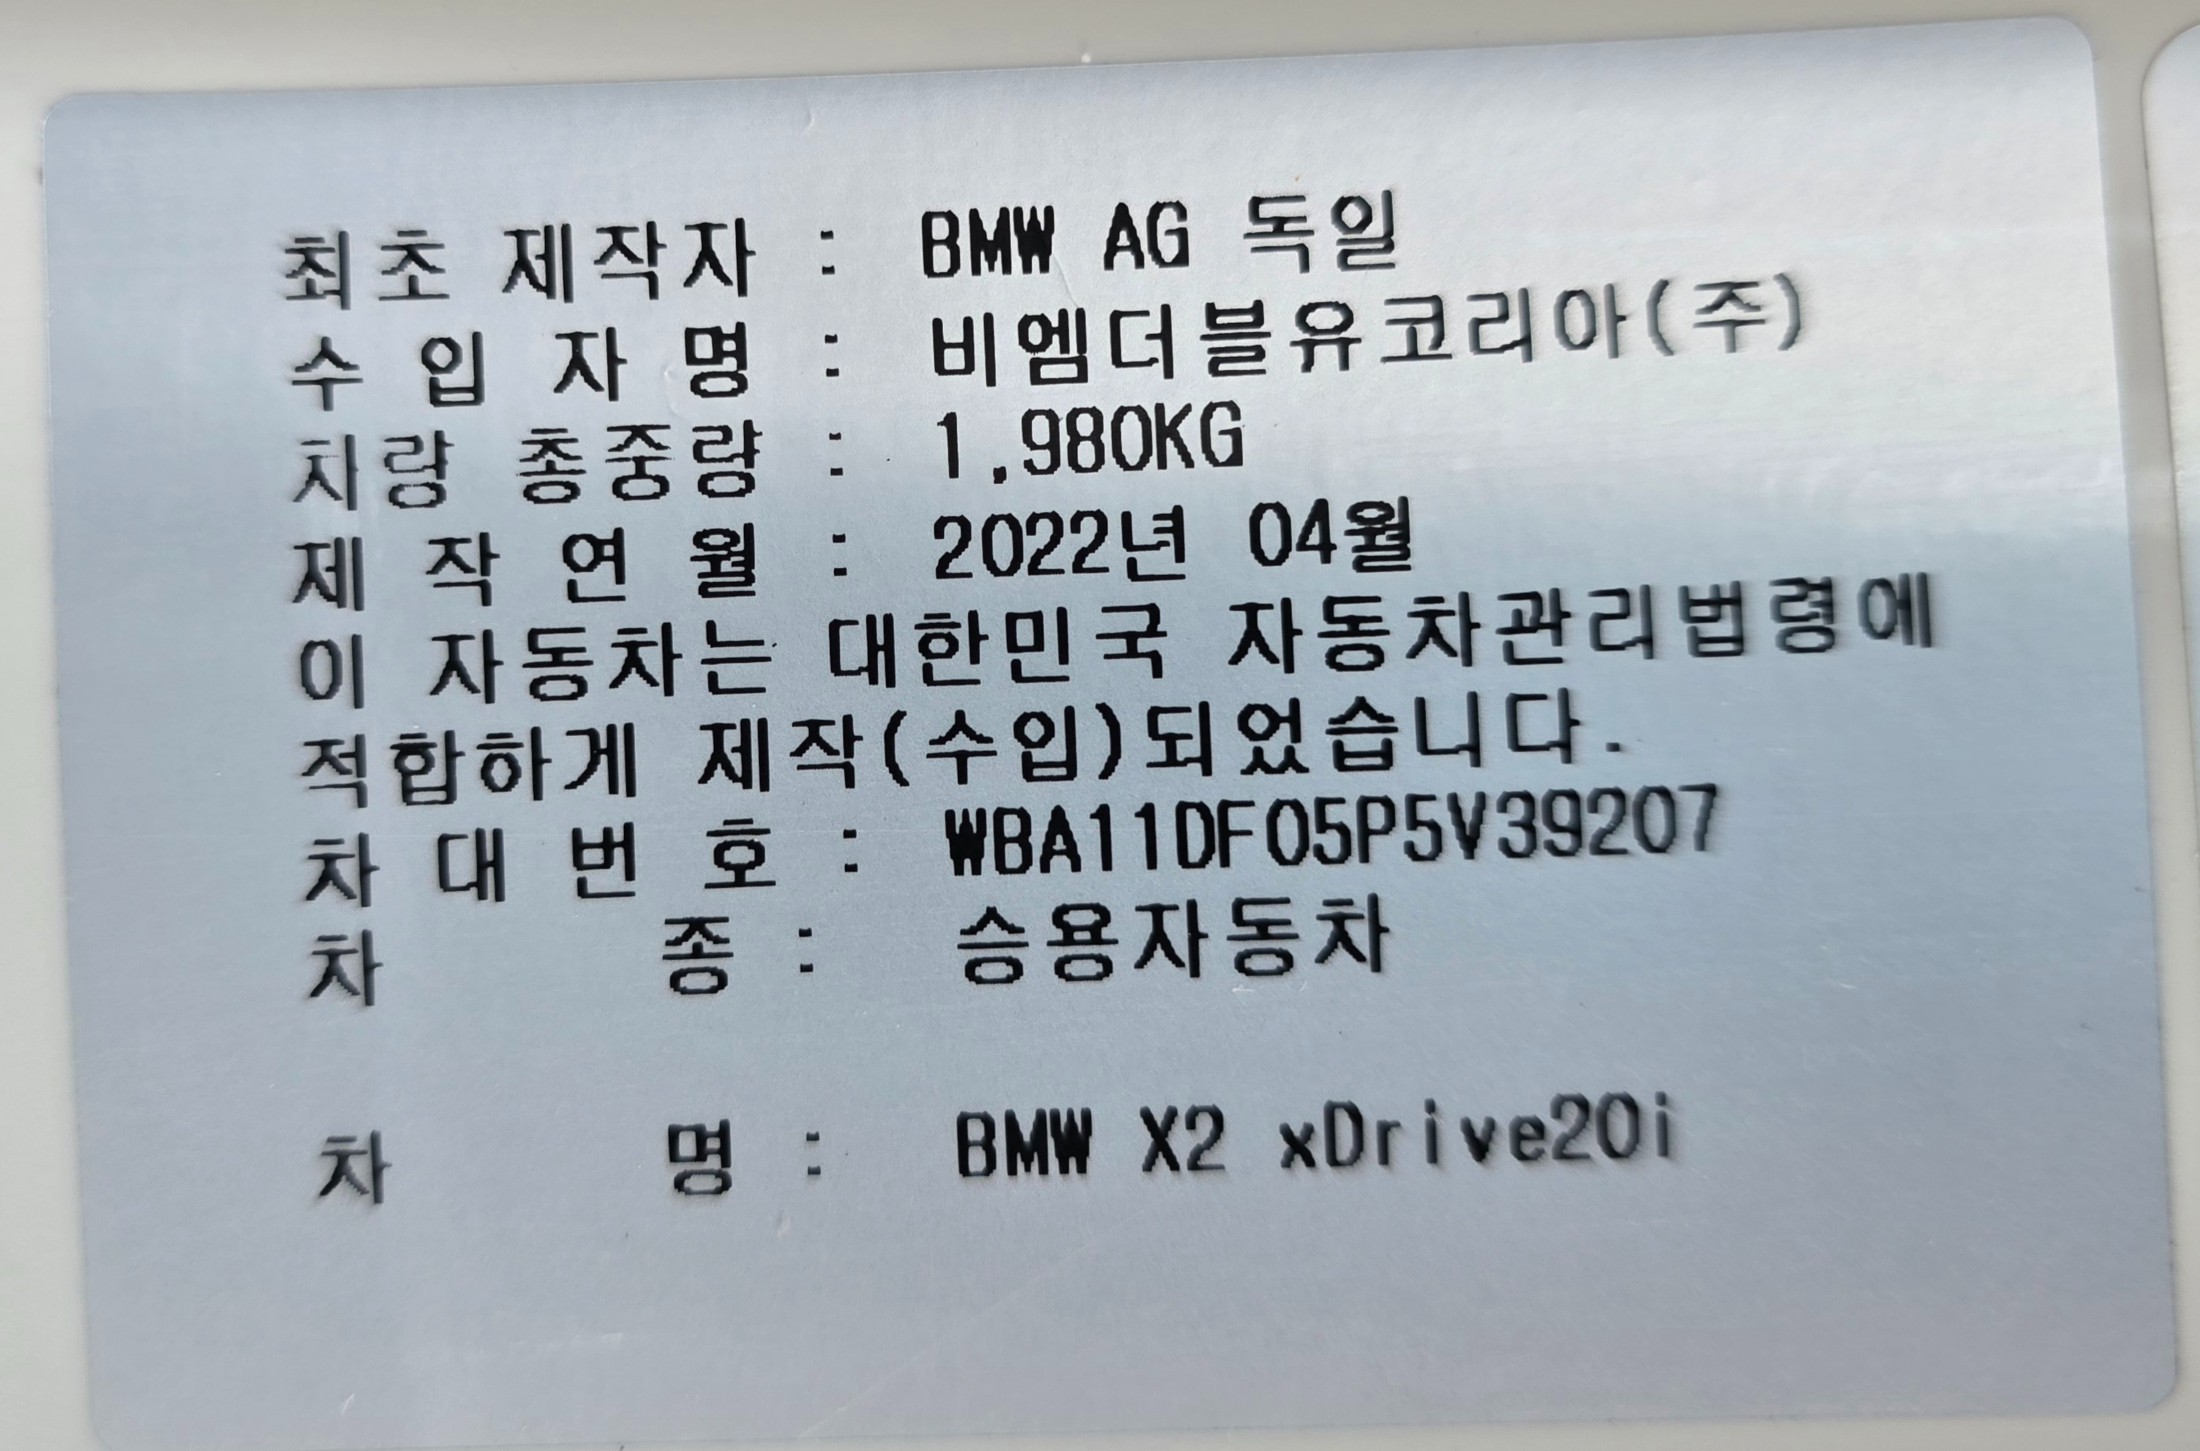 최초 제작자 : BMW AG 독일
수 입 자 명 : 비엠더블유코리아(주)
차량 총중량 : 1,980KG
제 작 연 월 : 2022년 04월
이 자동차는 대한민국 자동차관리법령에
적합하게 제작(수입)되었습니다.
차 대 번 호 : WBA11DF05P5V39207
차 종 : 승용자동차
차 명 : BMW X2 xDrive20i